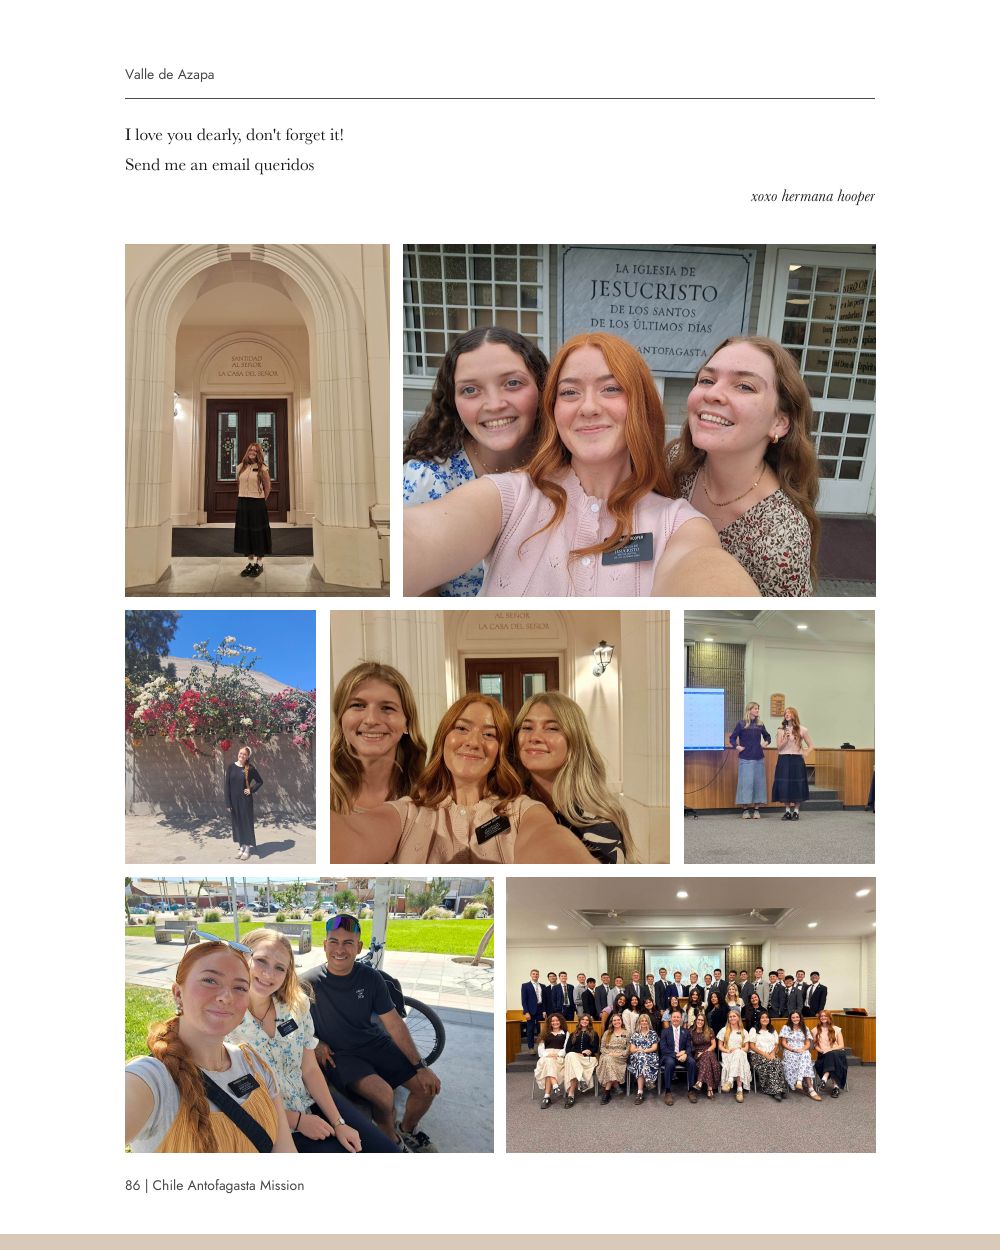 Valle de Azapa
I love you dearly, don't forget it!
Send me an email queridos
xoxo hermana hooper
SANTIDAD
AL SEÑOR
LA CASA DEL SEÑOR
LA IGLESIA DE
JESUCRISTO
DE LOS SANTOS
DE LOS ÚLTIMOS DÍAS
ANTOFAGASTA
HOOPER
JESUCRISTO
AL SEÑOR
LA CASA DEL SEÑOR
86 | Chile Antofagasta Mission